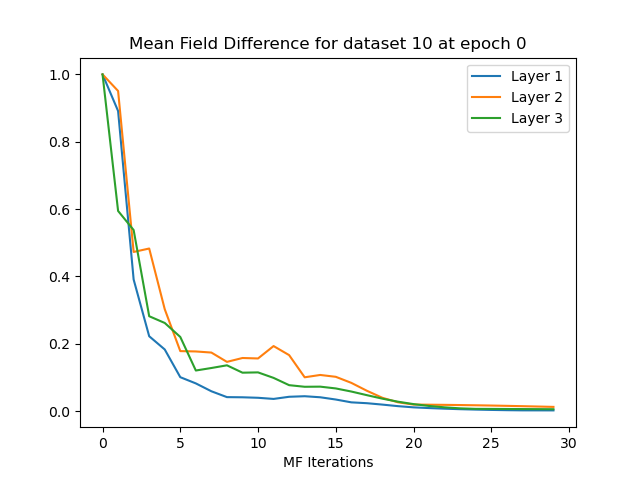 Mean Field Difference for dataset 10 at epoch 0
Layer 1
Layer 2
Layer 3
1.0
0.8
0.6
0.4
0.2
0.0
0 5 10 15 20 25 30
MF Iterations